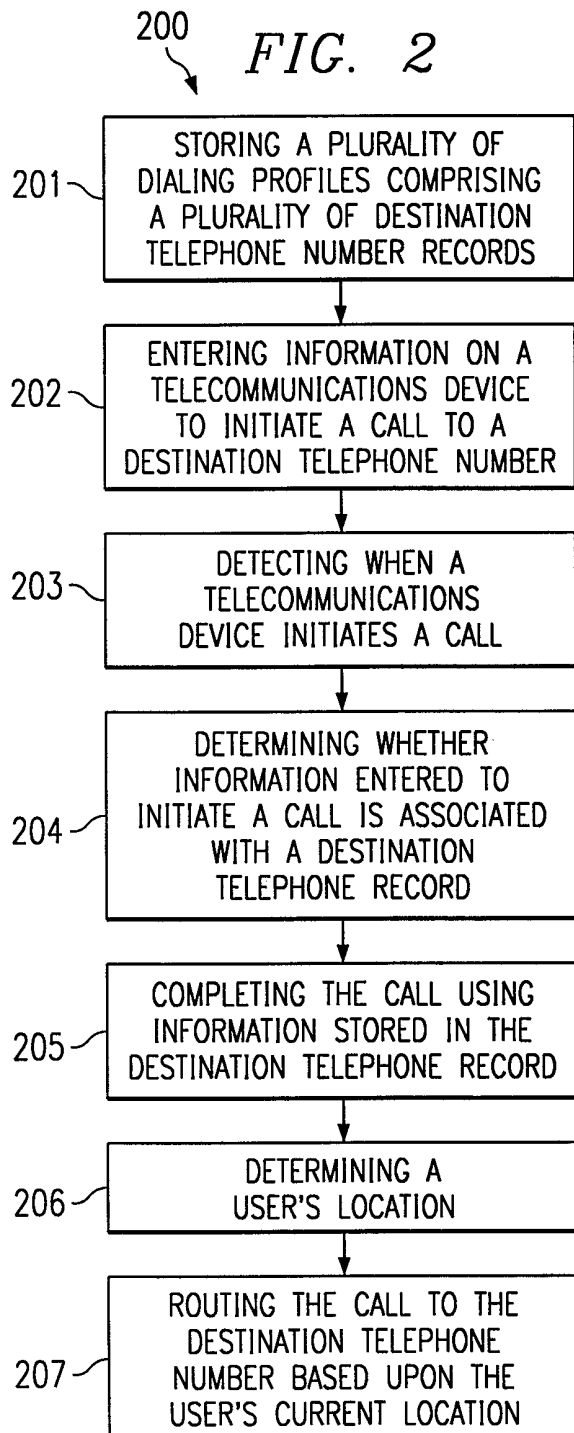 200
FIG. 2
201
STORING A PLURALITY OF
DIALING PROFILES COMPRISING
A PLURALITY OF DESTINATION
TELEPHONE NUMBER RECORDS
202
ENTERING INFORMATION ON A
TELECOMMUNICATIONS DEVICE
TO INITIATE A CALL TO A
DESTINATION TELEPHONE NUMBER
203
DETECTING WHEN A
TELECOMMUNICATIONS
DEVICE INITIATES A CALL
204
DETERMINING WHETHER
INFORMATION ENTERED TO
INITIATE A CALL IS ASSOCIATED
WITH A DESTINATION
TELEPHONE RECORD
205
COMPLETING THE CALL USING
INFORMATION STORED IN THE
DESTINATION TELEPHONE RECORD
206
DETERMINING A
USER'S LOCATION
207
ROUTING THE CALL TO THE
DESTINATION TELEPHONE
NUMBER BASED UPON THE
USER'S CURRENT LOCATION